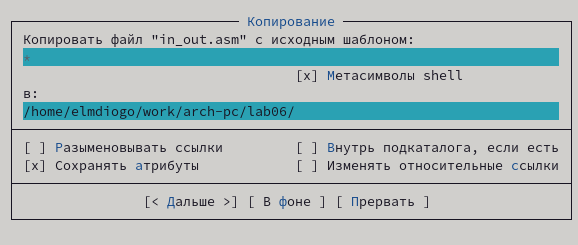 Копирование
Копировать файл "in_out.asm" с исходным шаблоном:
*
[x] Метасимволы shell
в:
/home/elmdiogo/work/arch-pc/lab06/
[ ] Разыменовывать ссылки [ ] Внутрь подкаталога, если есть
[x] Сохранять атрибуты [ ] Изменять относительные ссылки
[< Дальше >] [ В фоне ] [ Прервать ]